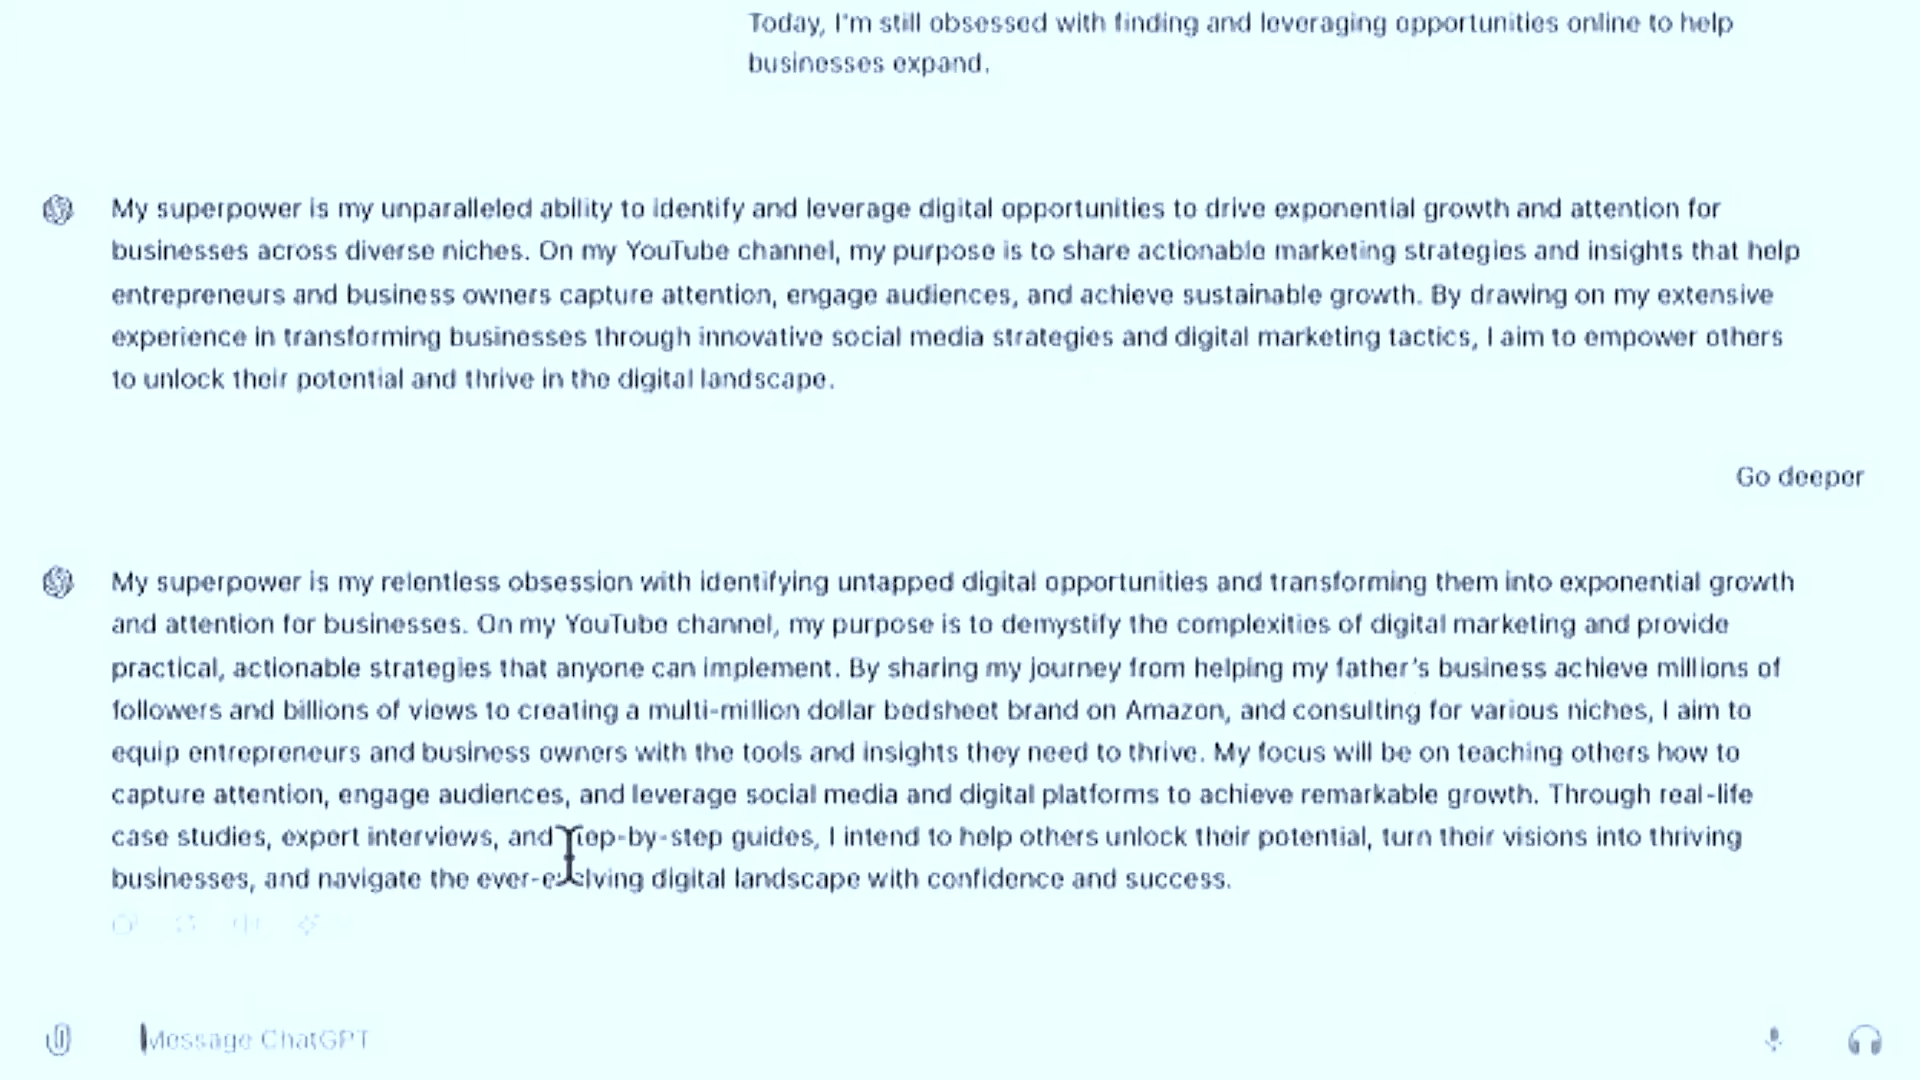 Today, I'm still obsessed with finding and leveraging opportunities online to help
businesses expand.
My superpower is my unparalleled ability to identify and leverage digital opportunities to drive exponential growth and attention for
businesses across diverse niches. On my YouTube channel, my purpose is to share actionable marketing strategies and insights that help
entrepreneurs and business owners capture attention, engage audiences, and achieve sustainable growth. By drawing on my extensive
experience in transforming businesses through innovative social media strategies and digital marketing tactics, I aim to empower others
to unlock their potential and thrive in the digital landscape.
Go deeper
My superpower is my relentless obsession with identifying untapped digital opportunities and transforming them into exponential growth
and attention for businesses. On my YouTube channel, my purpose is to demystify the complexities of digital marketing and provide
practical, actionable strategies that anyone can implement. By sharing my journey from helping my father's business achieve millions of
followers and billions of views to creating a multi-million dollar bedsheet brand on Amazon, and consulting for various niches, I aim to
equip entrepreneurs and business owners with the tools and insights they need to thrive. My focus will be on teaching others how to
capture attention, engage audiences, and leverage social media and digital platforms to achieve remarkable growth. Through real-life
case studies, expert interviews, and step-by-step guides, I intend to help others unlock their potential, turn their visions into thriving
businesses, and navigate the ever-evolving digital landscape with confidence and success.
Message ChatGPT